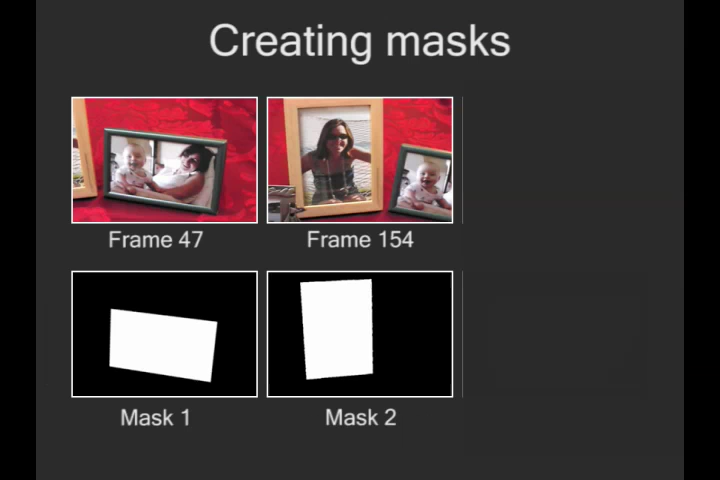 Creating masks
Frame 47
Frame 154
Mask 1
Mask 2